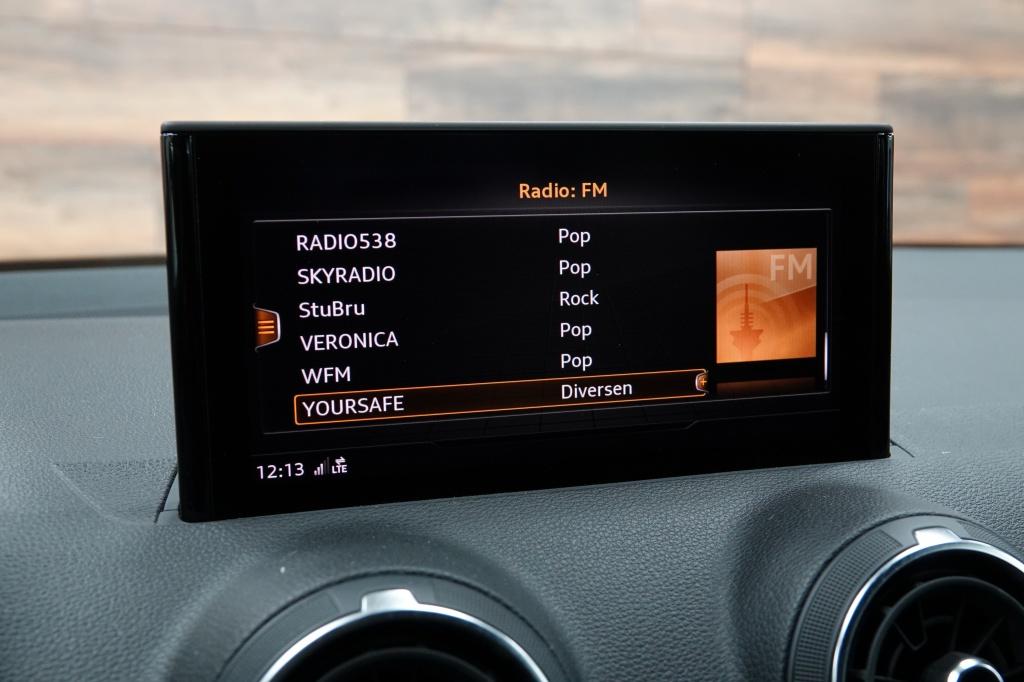 Radio: FM
RADIO538 Pop
SKYRADIO Pop
StuBru Rock
VERONICA Pop
WFM Pop
YOURSAFE Diversen
FM
12:13 LTE